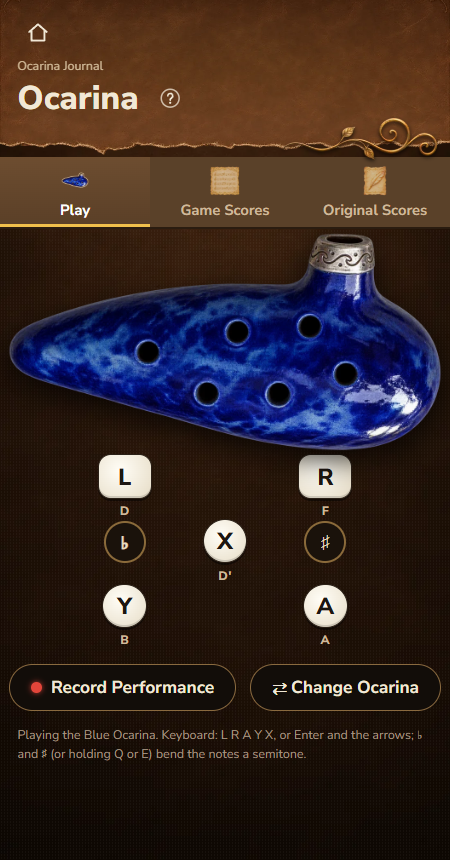 Ocarina Journal
Ocarina ?
Play Game Scores Original Scores
L R
D F
♭ X ♯
D'
Y A
B A
Record Performance ⇄ Change Ocarina
Playing the Blue Ocarina. Keyboard: L R A Y X, or Enter and the arrows; ♭
and ♯ (or holding Q or E) bend the notes a semitone.